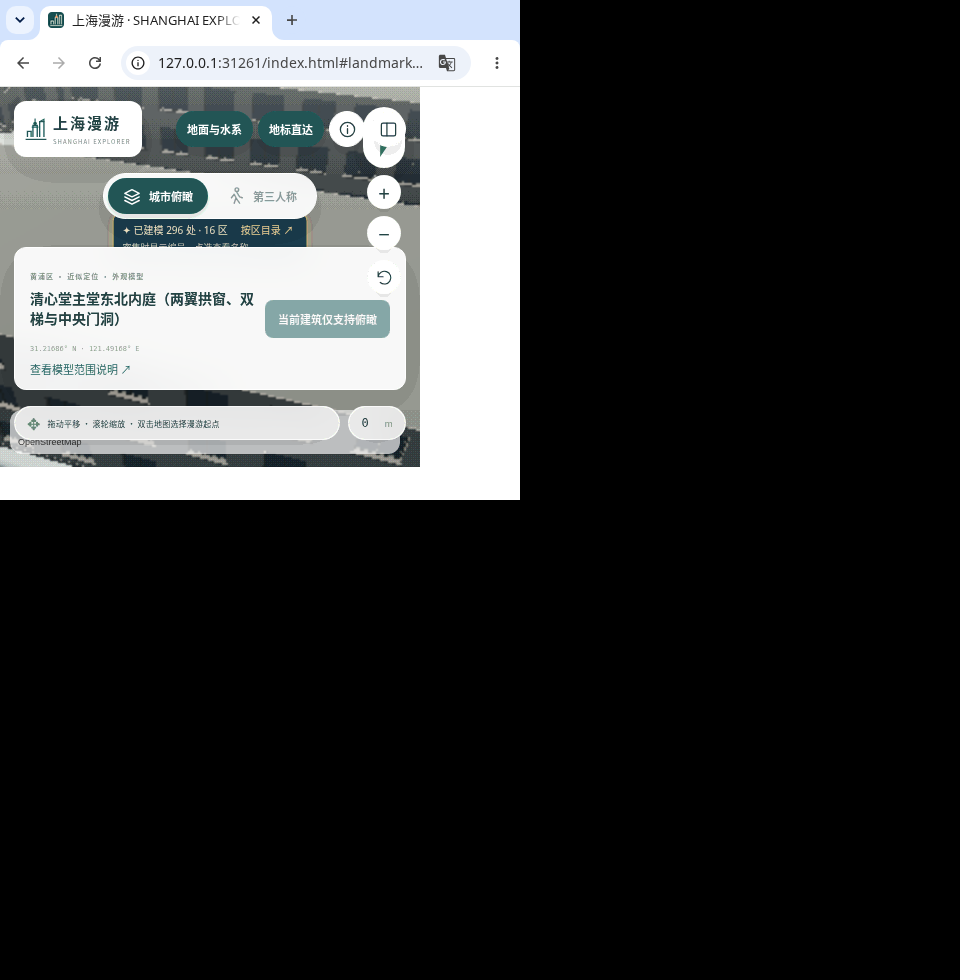 上海漫游 · SHANGHAI EXPLO
127.0.0.1:31261/index.html#landmark...
上海漫游
SHANGHAI EXPLORER
地面与水系
地标直达
城市俯瞰
第三人称
✦ 已建模 296 处 · 16 区 按区目录 ↗
黄浦区 · 近似定位 · 外观模型
清心堂主堂东北内庭（两翼拱窗、双
梯与中央门洞）
当前建筑仅支持俯瞰
31.21686° N · 121.49160° E
查看模型范围说明 ↗
拖动平移 · 滚轮缩放 · 双击地图选择漫游起点
0 m
OpenStreetMap